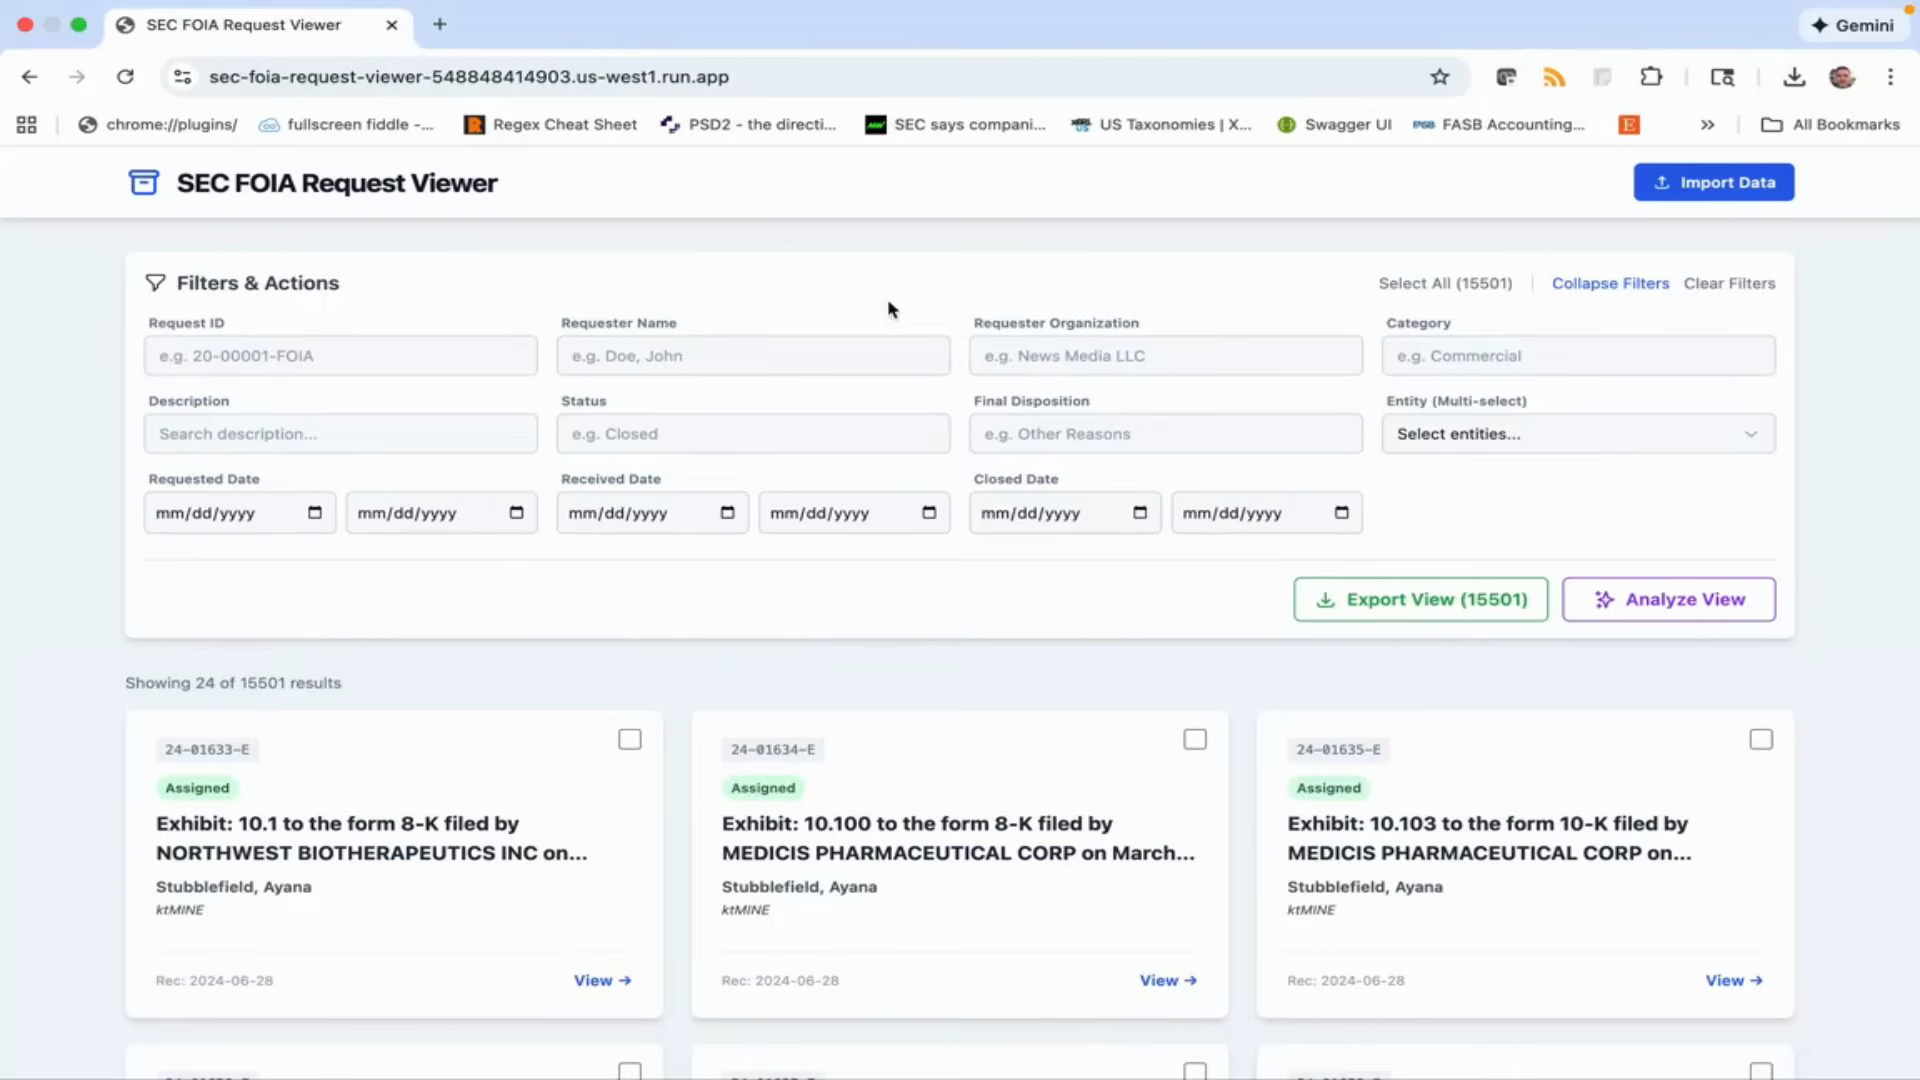 SEC FOIA Request Viewer
Gemini
sec-foia-request-viewer-548848414903.us-west1.run.app
chrome://plugins/
fullscreen fiddle -...
Regex Cheat Sheet
PSD2 - the directi...
SEC says compani...
US Taxonomies | X...
Swagger UI
FASB Accounting...
E
All Bookmarks
SEC FOIA Request Viewer
Import Data
Filters & Actions
Select All (15501)
Collapse Filters
Clear Filters
Request ID
Requester Name
Requester Organization
Category
e.g. 20-00001-FOIA
e.g. Doe, John
e.g. News Media LLC
e.g. Commercial
Description
Status
Final Disposition
Entity (Multi-select)
Search description...
e.g. Closed
e.g. Other Reasons
Select entities...
Requested Date
Received Date
Closed Date
mm/dd/yyyy
mm/dd/yyyy
mm/dd/yyyy
mm/dd/yyyy
mm/dd/yyyy
mm/dd/yyyy
Export View (15501)
Analyze View
Showing 24 of 15501 results
24-01633-E
Assigned
Exhibit: 10.1 to the form 8-K filed by
NORTHWEST BIOTHERAPEUTICS INC on...
Stubblefield, Ayana
ktMINE
Rec: 2024-06-28
View →
24-01634-E
Assigned
Exhibit: 10.100 to the form 8-K filed by
MEDICIS PHARMACEUTICAL CORP on March...
Stubblefield, Ayana
ktMINE
Rec: 2024-06-28
View →
24-01635-E
Assigned
Exhibit: 10.103 to the form 10-K filed by
MEDICIS PHARMACEUTICAL CORP on...
Stubblefield, Ayana
ktMINE
Rec: 2024-06-28
View →